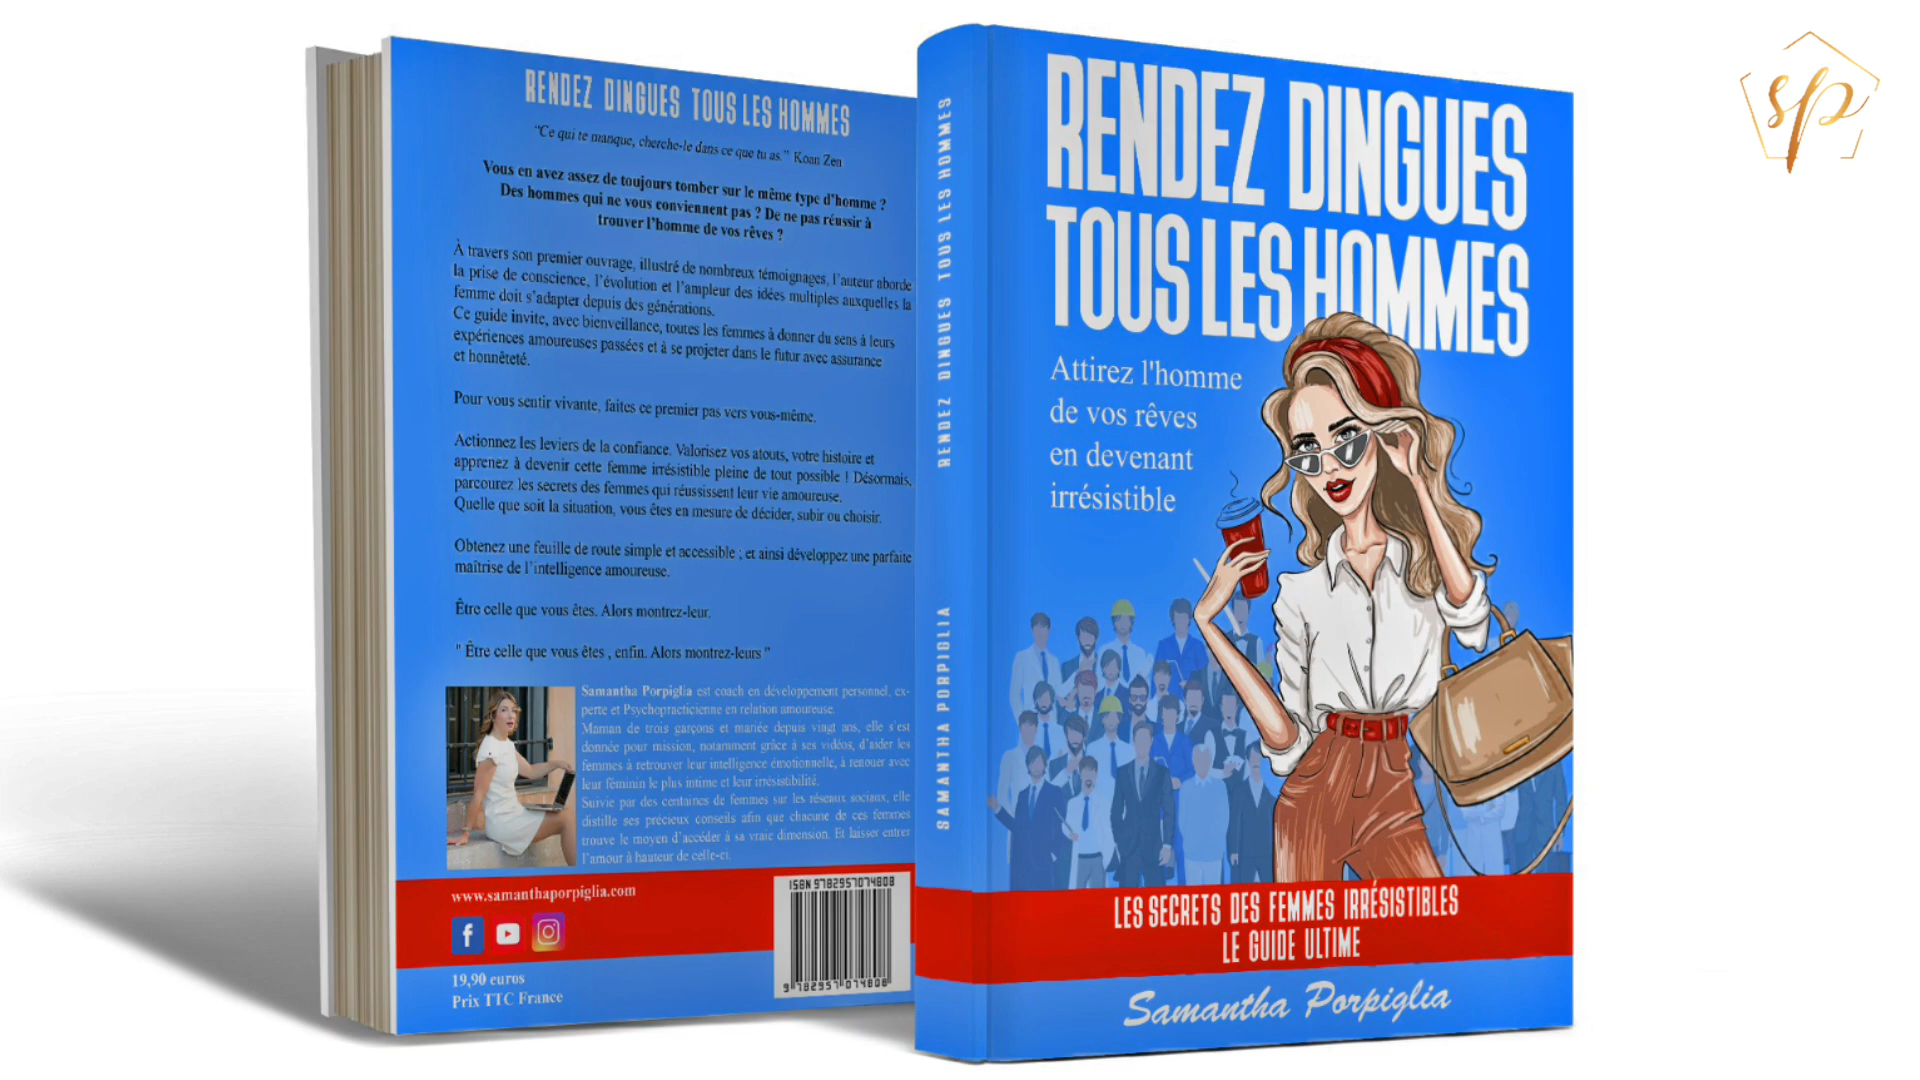 RENDEZ DINGUES TOUS LES HOMMES
"Ce qui te manque, cherche-le dans ce que tu as." Koan Zen
Vous en avez assez de toujours tomber sur le même type d'homme ?
Des hommes qui ne vous conviennent pas ? De ne pas réussir à
trouver l'homme de vos rêves ?
À travers son premier ouvrage, illustré de nombreux témoignages, l'auteur aborde
la prise de conscience, l'évolution et l'ampleur des idées multiples auxquelles la
femme doit s'adapter depuis des générations.
Ce guide invite, avec bienveillance, toutes les femmes à donner du sens à leurs
expériences amoureuses passées et à se projeter dans le futur avec assurance
et honnêteté.
Pour vous sentir vivante, faites ce premier pas vers vous-même.
Actionnez les leviers de la confiance. Valorisez vos atouts, votre histoire et
apprenez à devenir cette femme irrésistible pleine de tout possible ! Désormais,
parcourez les secrets des femmes qui réussissent leur vie amoureuse.
Quelle que soit la situation, vous êtes en mesure de décider, subir ou choisir.
Obtenez une feuille de route simple et accessible ; et ainsi développez une parfaite
maîtrise de l'intelligence amoureuse.
Être celle que vous êtes. Alors montrez-leur.
" Être celle que vous êtes , enfin. Alors montrez-leurs "
Samantha Porpiglia est coach en développement personnel, ex-
perte et Psychopracticienne en relation amoureuse.
Maman de trois garçons et mariée depuis vingt ans, elle s'est
donnée pour mission, notamment grâce à ses vidéos, d'aider les
femmes à retrouver leur intelligence émotionnelle, à renouer avec
leur féminin le plus intime et leur irrésistibilité.
Suivie par des centaines de femmes sur les réseaux sociaux, elle
distille ses précieux conseils afin que chacune de ces femmes
trouve le moyen d'accéder à sa vraie dimension. Et laisser entrer
l'amour à hauteur de celle-ci.
www.samanthaporpiglia.com
19,90 euros
Prix TTC France
ISBN 9782957074808
9 782957 074808
RENDEZ DINGUES TOUS LES HOMMES
SAMANTHA PORPIGLIA
RENDEZ DINGUES
TOUS LES HOMMES
Attirez l'homme
de vos rêves
en devenant
irrésistible
LES SECRETS DES FEMMES IRRÉSISTIBLES
LE GUIDE ULTIME
Samantha Porpiglia
sp